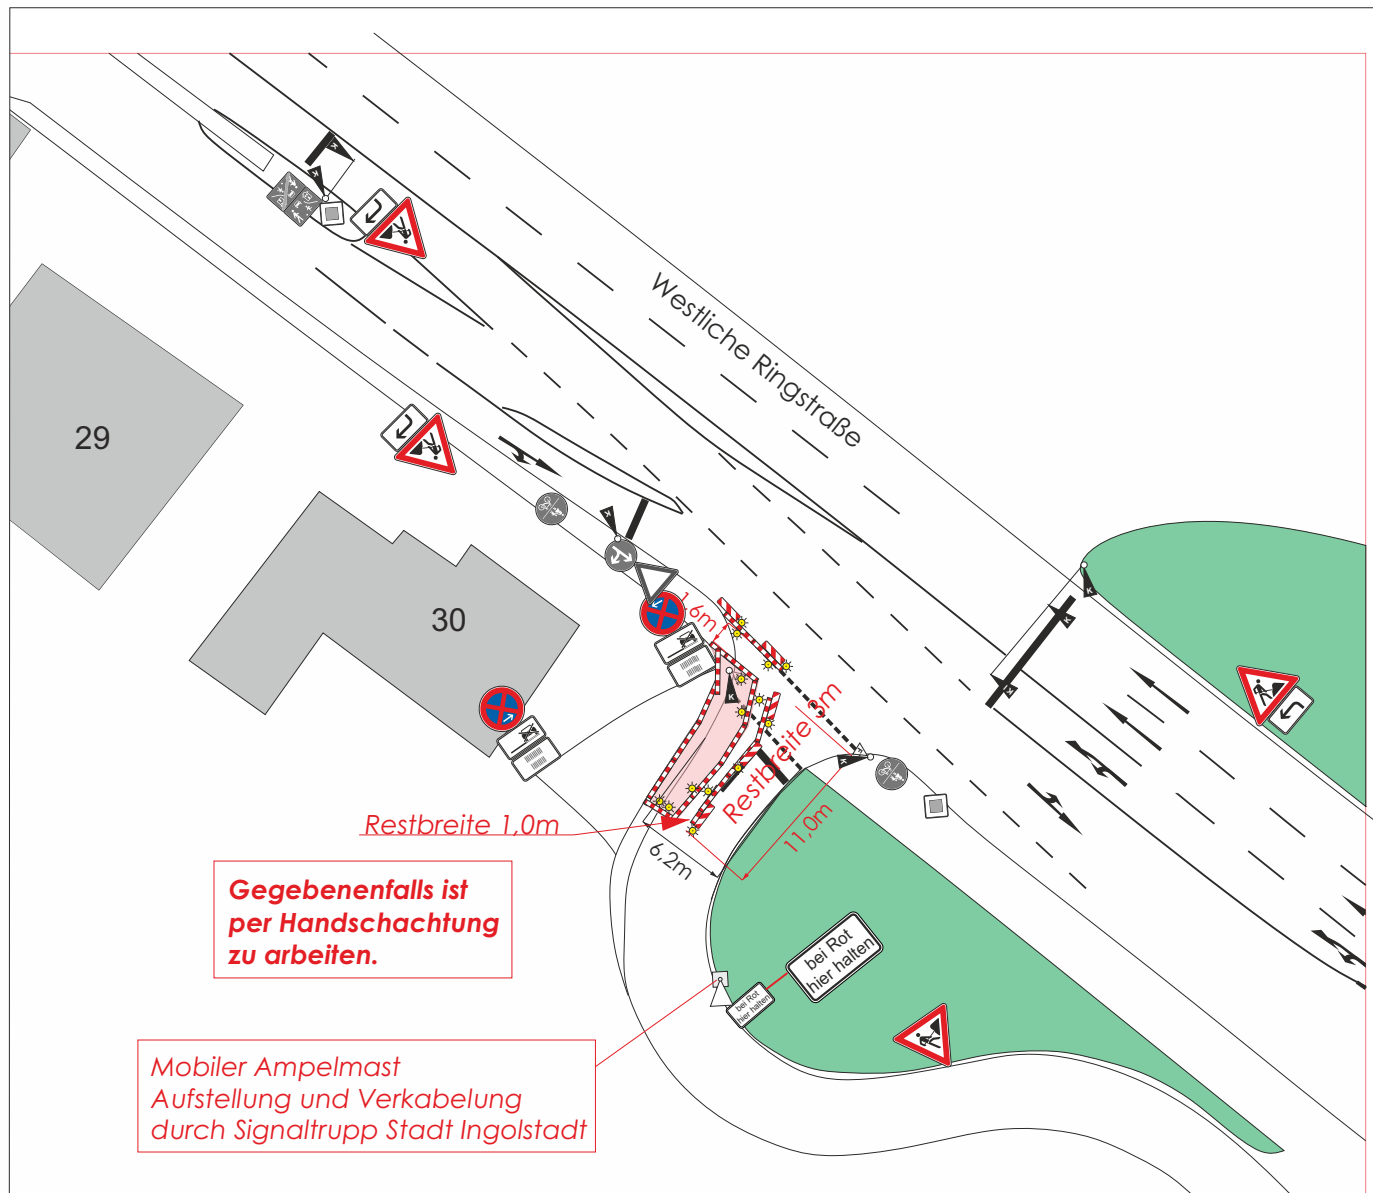 Westliche Ringstraße
29
30
1,6m
Restbreite 3m
11,0m
6,2m
Restbreite 1,0m
Gegebenenfalls ist
per Handschachtung
zu arbeiten.
bei Rot
hier halten
bei Rot
hier halten
Mobiler Ampelmast
Aufstellung und Verkabelung
durch Signaltrupp Stadt Ingolstadt
K
K
K
K
K
K
K
K